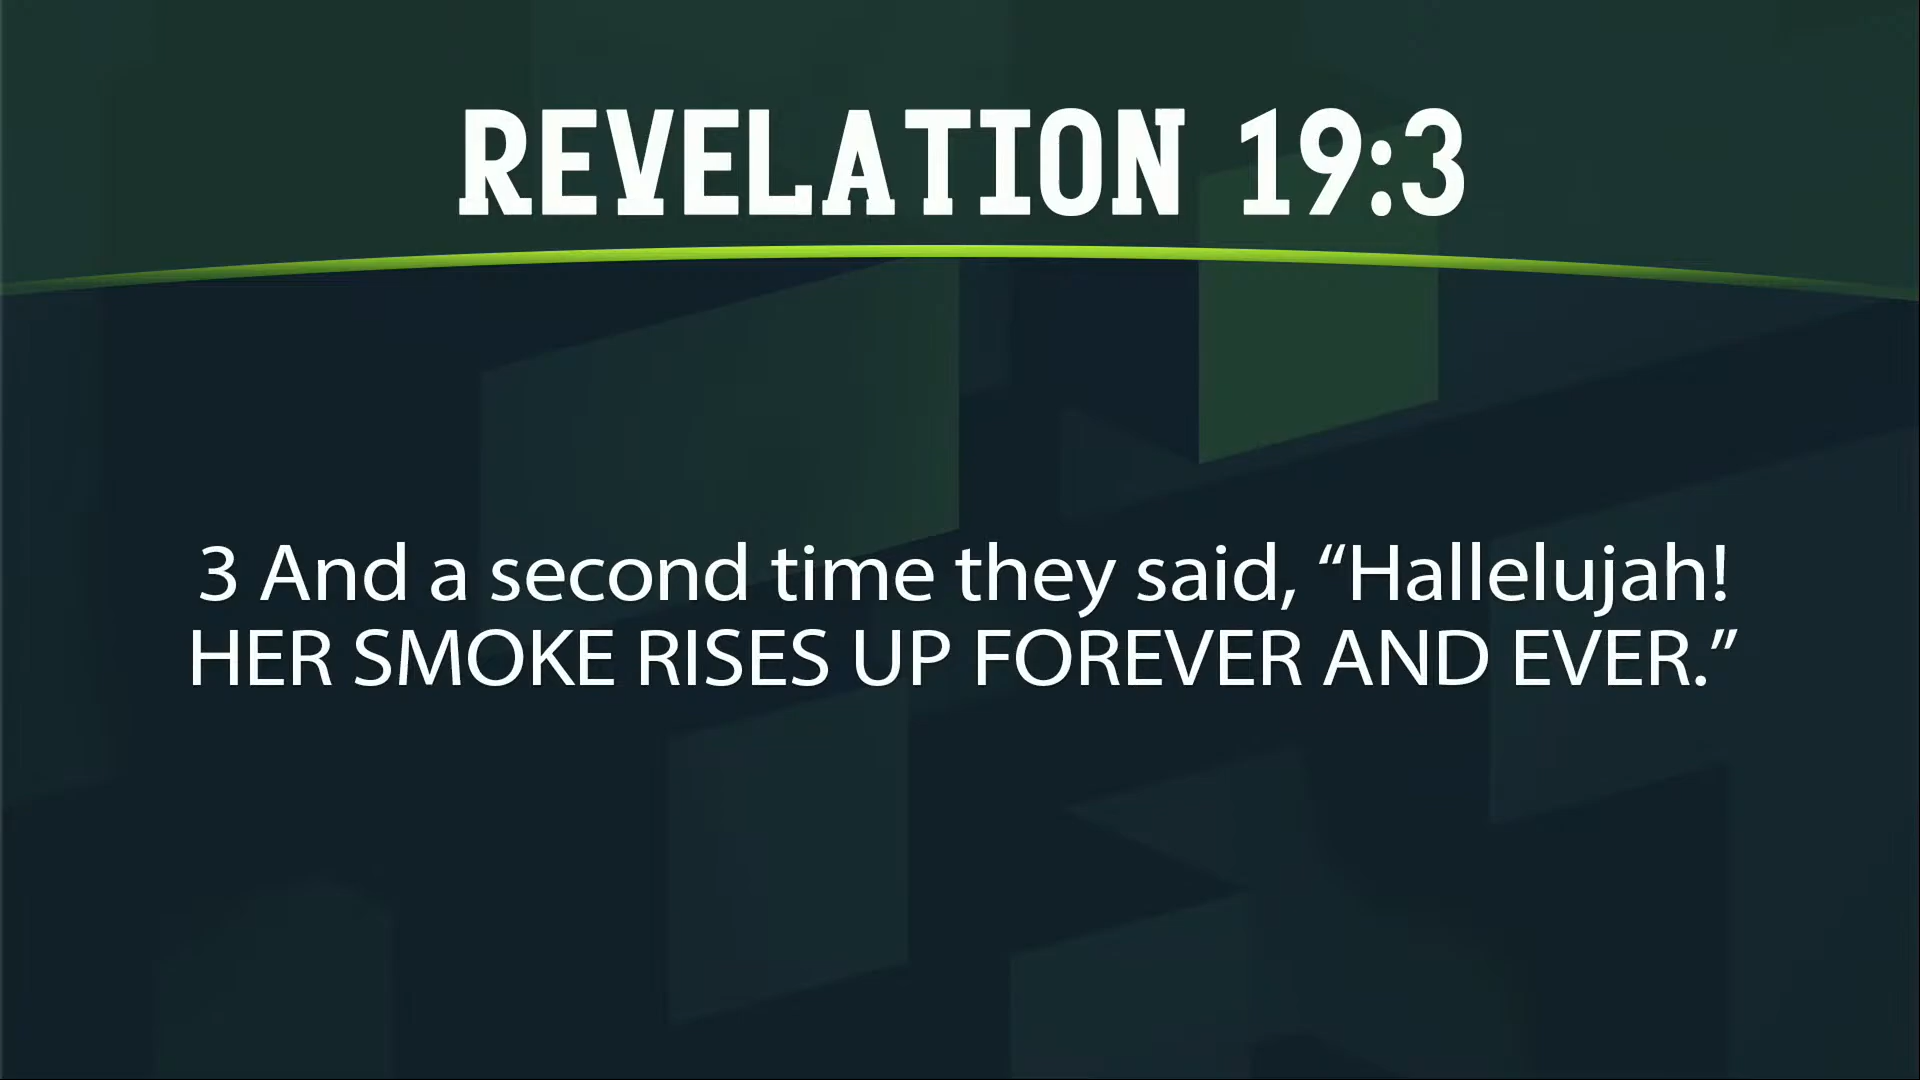 REVELATION 19:3
3 And a second time they said, “Hallelujah!
HER SMOKE RISES UP FOREVER AND EVER.”